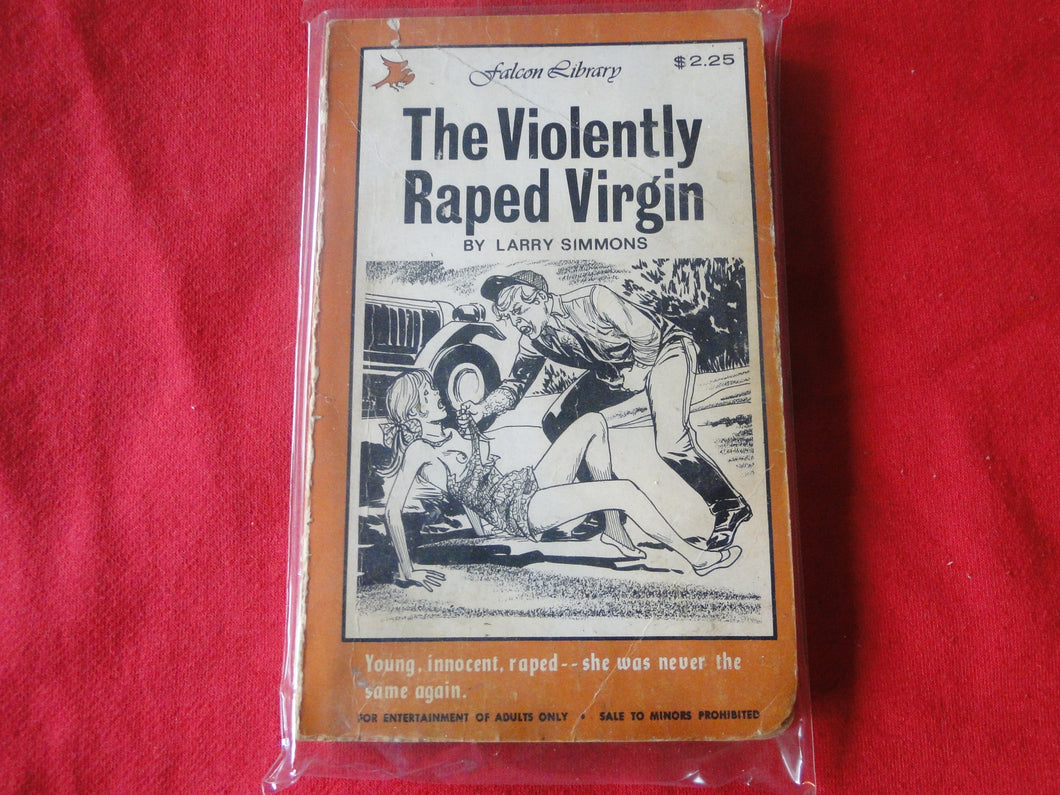 Falcon Library
$2.25
The Violently
Raped Virgin
BY LARRY SIMMONS
Young, innocent, raped--she was never the
same again.
FOR ENTERTAINMENT OF ADULTS ONLY • SALE TO MINORS PROHIBITED